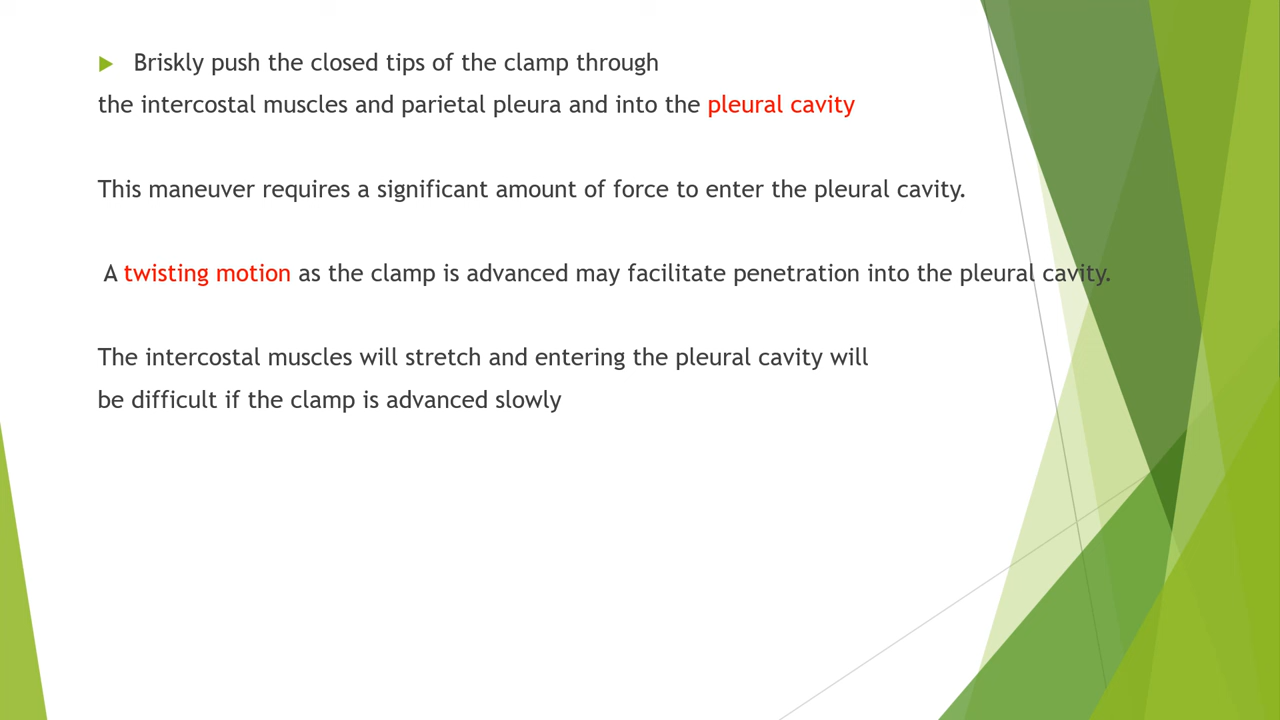 Briskly push the closed tips of the clamp through
the intercostal muscles and parietal pleura and into the pleural cavity
This maneuver requires a significant amount of force to enter the pleural cavity.
A twisting motion as the clamp is advanced may facilitate penetration into the pleural cavity.
The intercostal muscles will stretch and entering the pleural cavity will
be difficult if the clamp is advanced slowly